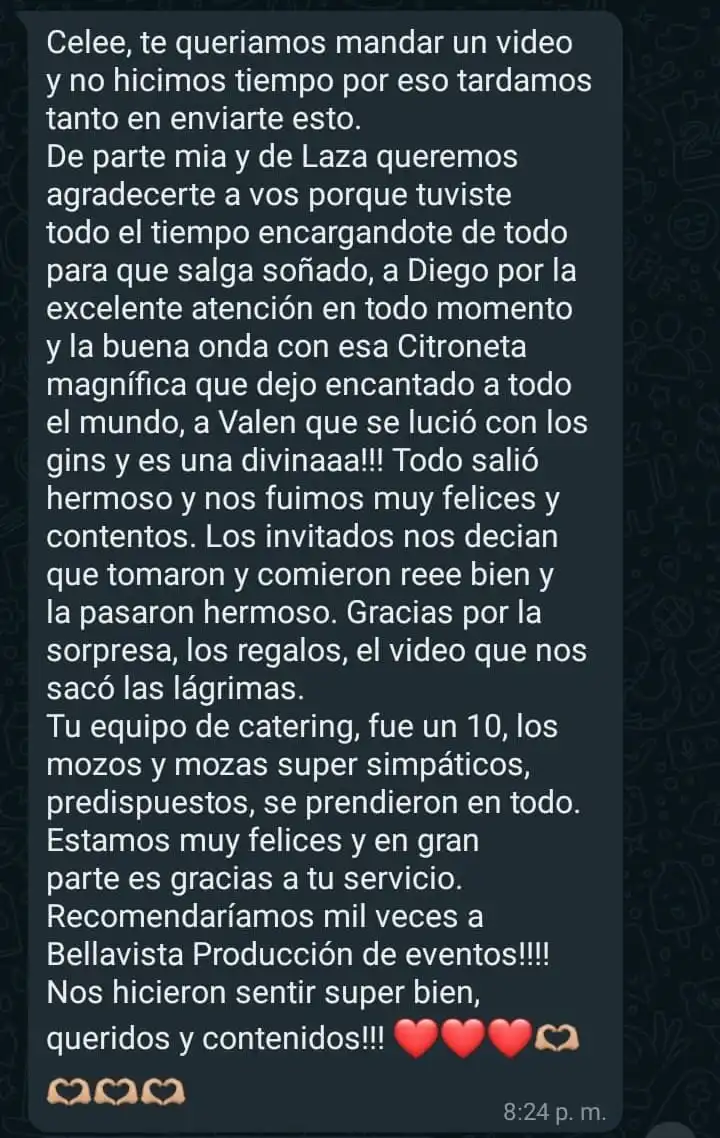 Celee, te queriamos mandar un video
y no hicimos tiempo por eso tardamos
tanto en enviarte esto.
De parte mia y de Laza queremos
agradecerte a vos porque tuviste
todo el tiempo encargandote de todo
para que salga soñado, a Diego por la
excelente atención en todo momento
y la buena onda con esa Citroneta
magnífica que dejo encantado a todo
el mundo, a Valen que se lució con los
gins y es una divinaaa!!! Todo salió
hermoso y nos fuimos muy felices y
contentos. Los invitados nos decian
que tomaron y comieron reee bien y
la pasaron hermoso. Gracias por la
sorpresa, los regalos, el video que nos
sacó las lágrimas.
Tu equipo de catering, fue un 10, los
mozos y mozas super simpáticos,
predispuestos, se prendieron en todo.
Estamos muy felices y en gran
parte es gracias a tu servicio.
Recomendaríamos mil veces a
Bellavista Producción de eventos!!!!
Nos hicieron sentir super bien,
queridos y contenidos!!! ❤️❤️❤️🫶🏼
🫶🏼🫶🏼🫶🏼
8:24 p. m.